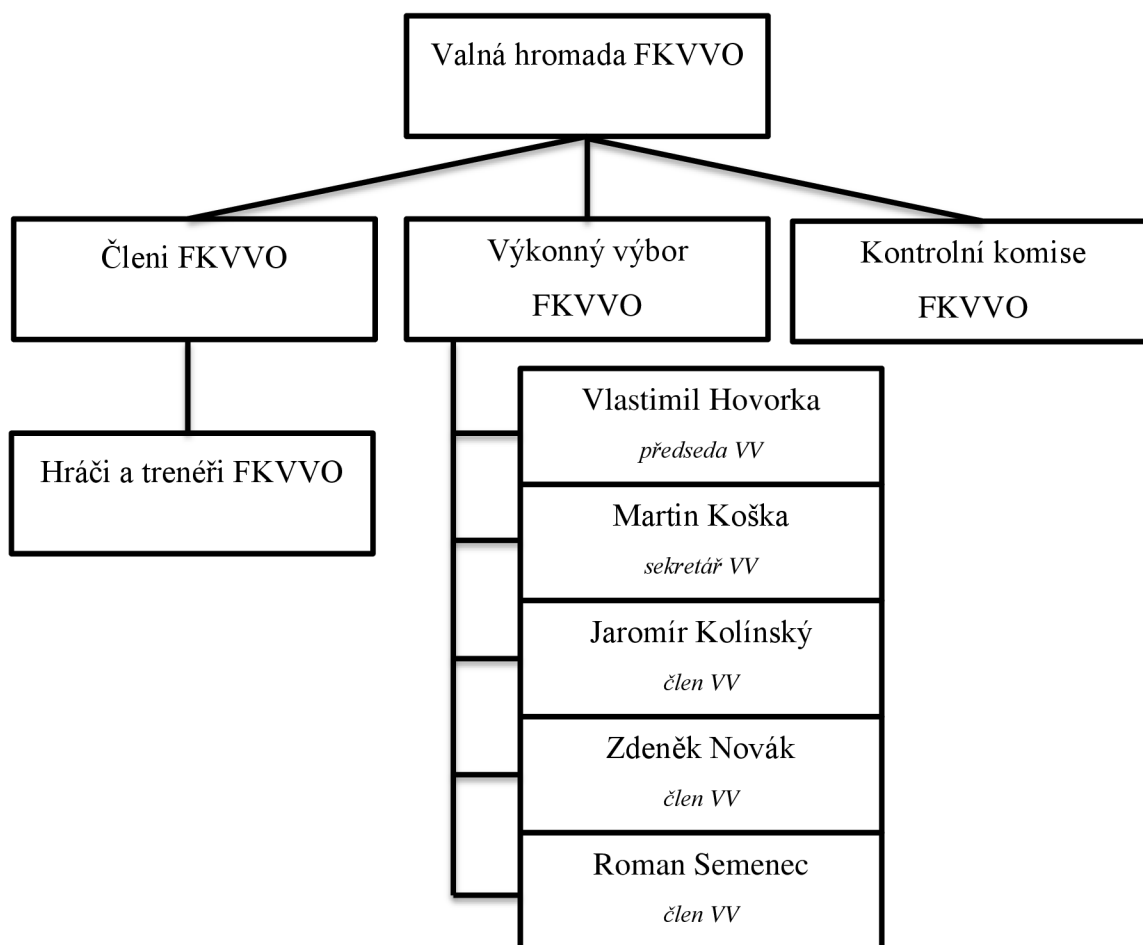 Valná hromada FKVVO
Členi FKVVO
Výkonný výbor
FKVVO
Kontrolní komise
FKVVO
Hráči a trenéři FKVVO
Vlastimil Hovorka
předseda VV
Martin Koška
sekretář VV
Jaromír Kolínský
člen VV
Zdeněk Novák
člen VV
Roman Semenec
člen VV